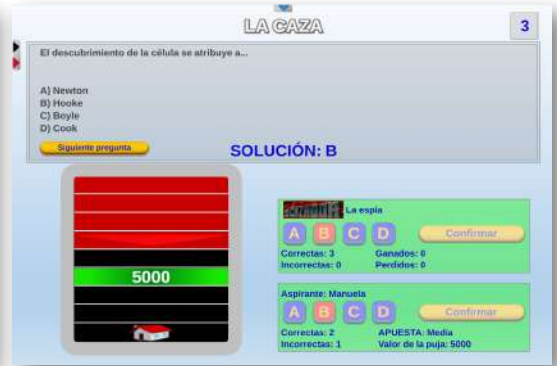 LA CAZA
3
El descubrimiento de la célula se atribuye a...
A) Newton
B) Hooke
C) Boyle
D) Cook
Siguiente pregunta
SOLUCIÓN: B
5000
La espía
A B C D Confirmar
Correctas: 3 Ganados: 0
Incorrectas: 0 Perdidos: 0
Aspirante: Manuela
A B C D Confirmar
Correctas: 2 APUESTA: Media
Incorrectas: 1 Valor de la puja: 5000